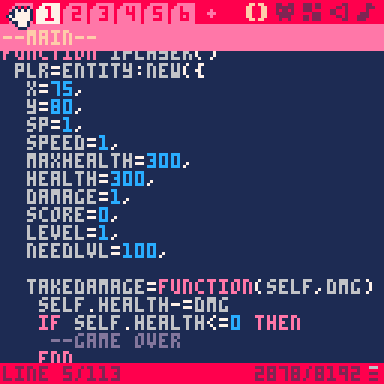 1 2 3 4 5 6 +
--MAIN--
FUNCTION IPLAYER()
PLR=ENTITY:NEW({
X=75,
Y=80,
SP=1,
SPEED=1,
MAXHEALTH=300,
HEALTH=300,
DAMAGE=1,
SCORE=0,
LEVEL=1,
NEEDLVL=100,
TAKEDAMAGE=FUNCTION(SELF,DMG)
SELF.HEALTH-=DMG
IF SELF.HEALTH<=0 THEN
--GAME OVER
END
LINE 5/113 2878/8192